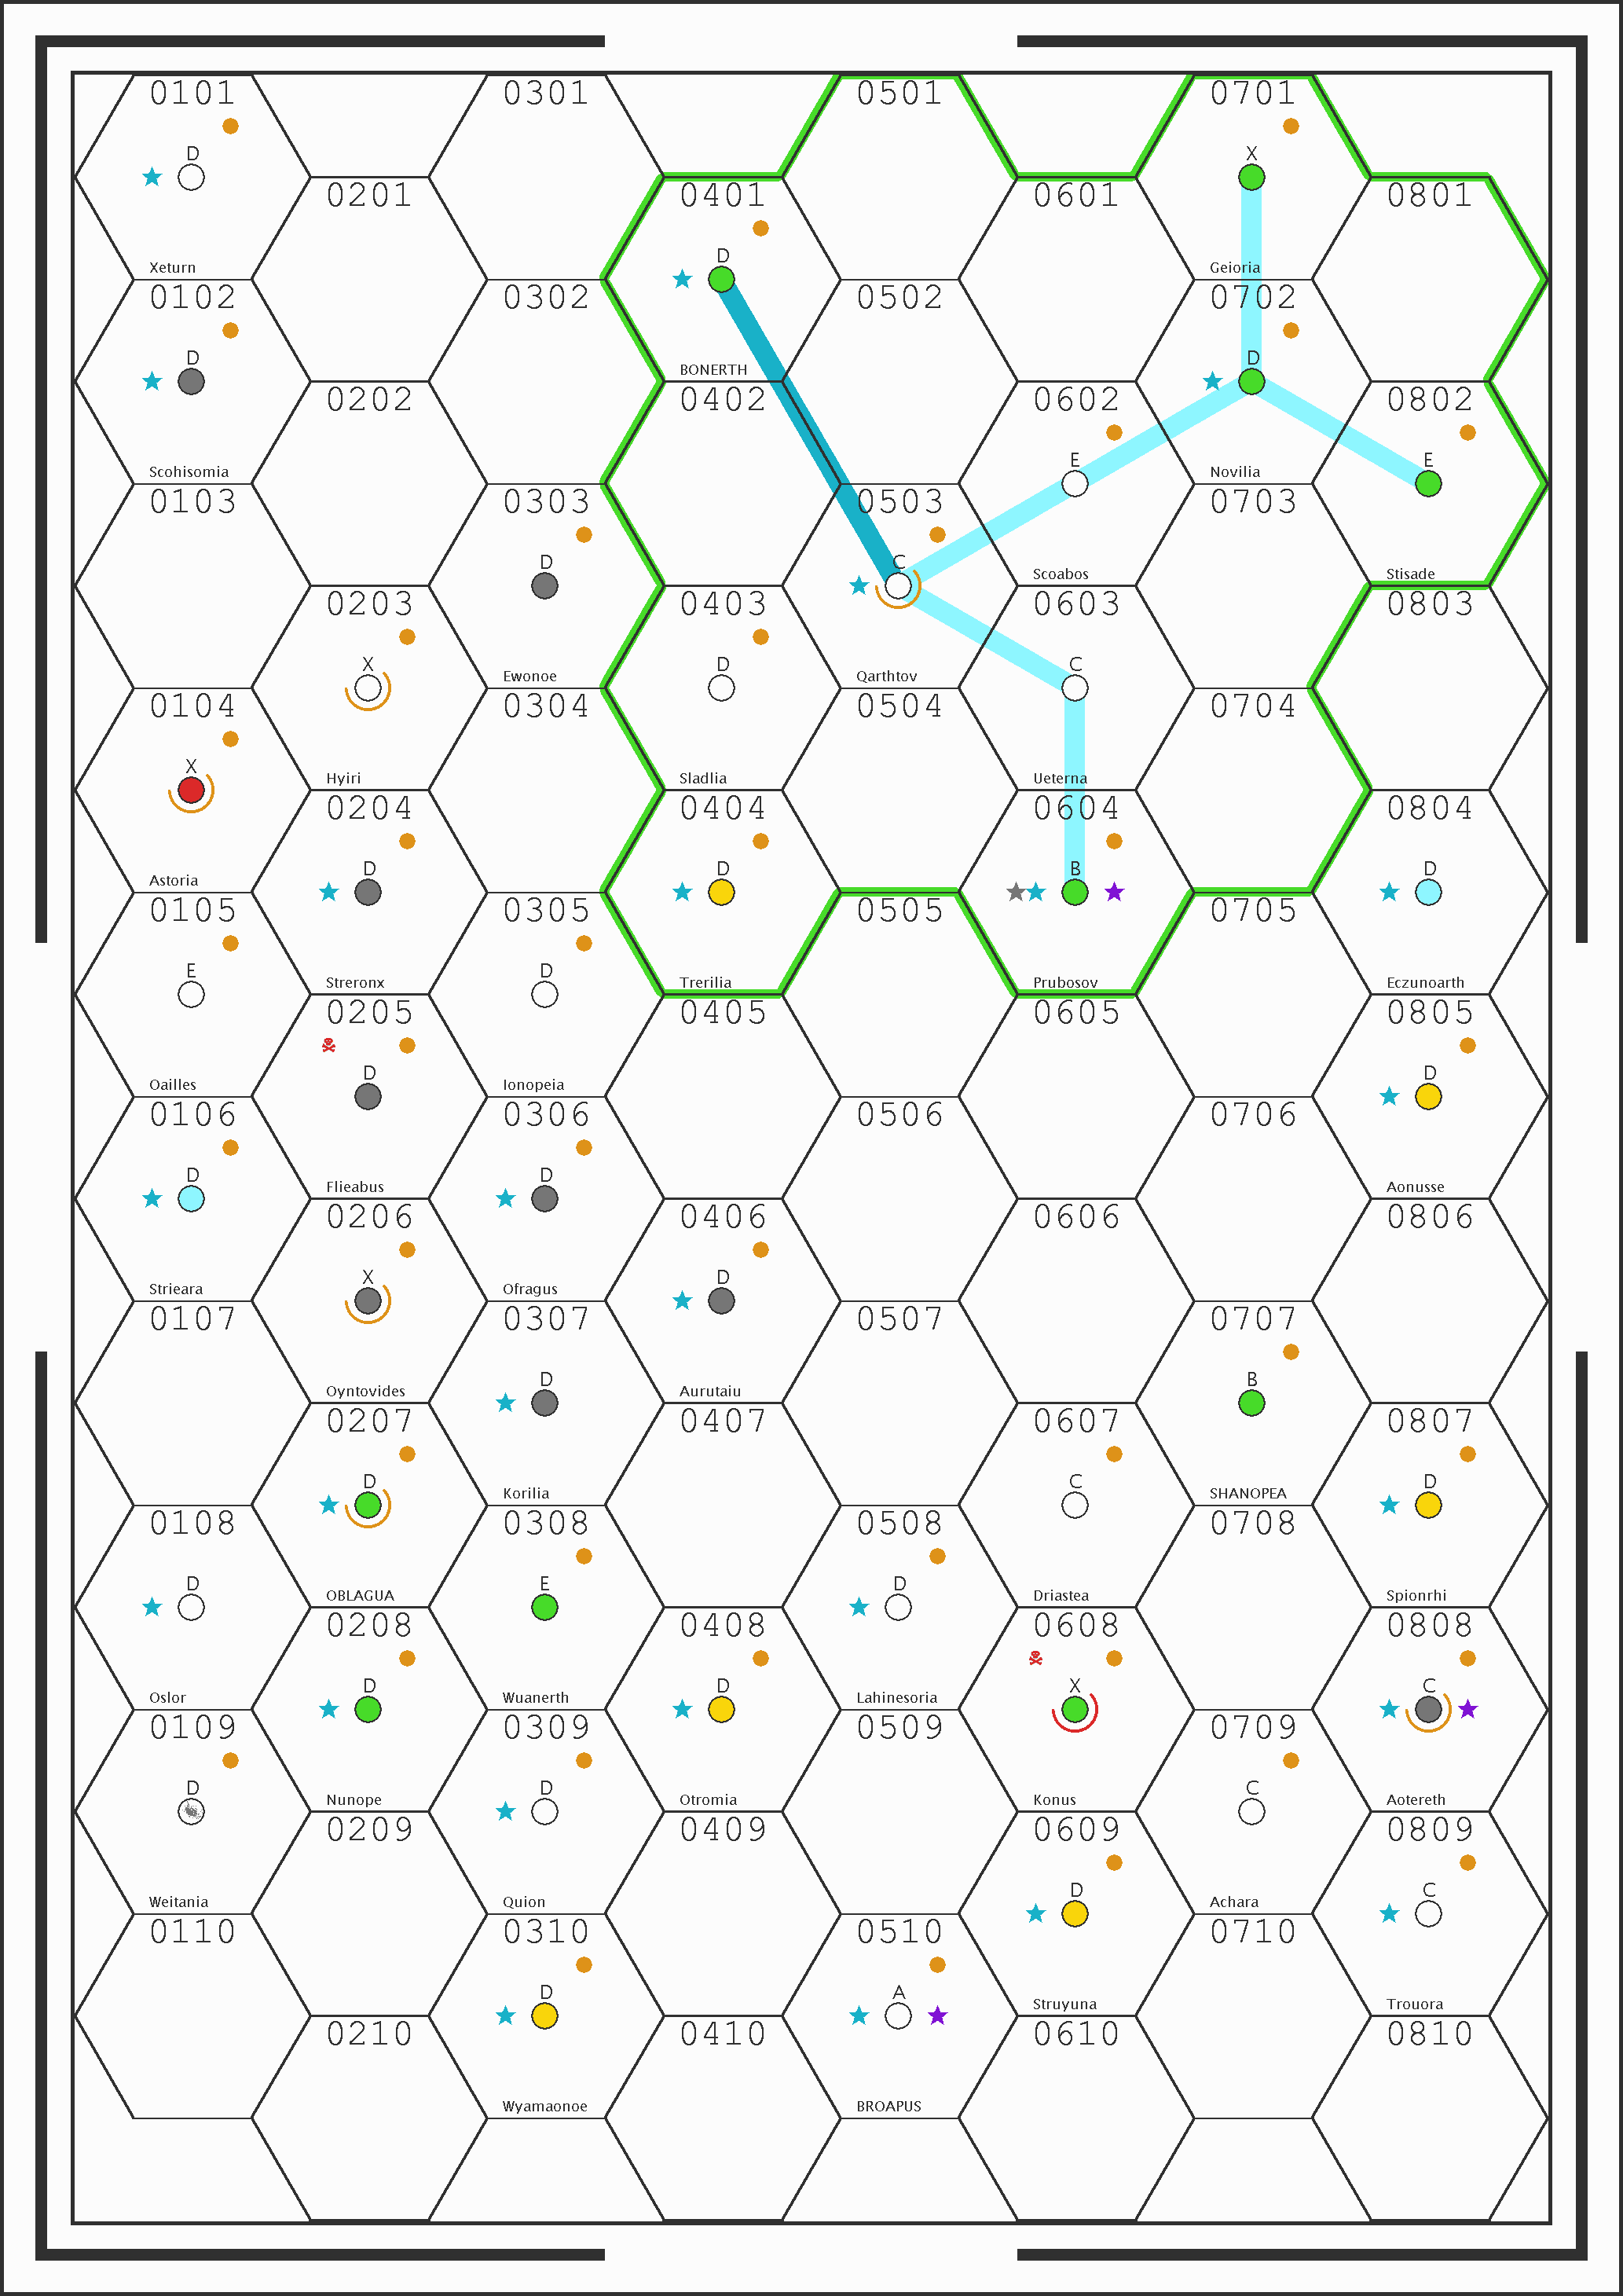 0101 0301 0501 0701
D X
0201 0401 0601 0801
Xeturn D Geioria
0102 0302 0502 0702
D BONERTH D
0202 0402 0602 0802
Scohisomia E Novilia E
0103 0303 0503 0703
D C Scoabos Stisade
0203 0403 0603 0803
X Ewonoe D Qarthtov C
0104 0304 0504 0704
X Hyiri Sladlia Ueterna
0204 0404 0604 0804
Astoria D D B D
0105 0305 0505 0705
E Streronx D Trerilia Prubosov Eczunoarth
0205 0405 0605 0805
Oailles D Ionopeia D
0106 0306 0506 0706
D Flieabus D Aonusse
0206 0406 0606 0806
Strieara X Ofragus D
0107 0307 0507 0707
Oyntovides D Aurutaiu B
0207 0407 0607 0807
D Korilia C SHANOPEA D
0108 0308 0508 0708
D OBLAGUA E D Driastea Spionrhi
0208 0408 0608 0808
Oslor D Wuanerth D Lahinesoria X C
0109 0309 0509 0709
D Nunope D Otromia Konus C Aotereth
0209 0409 0609 0809
Weitania Quion D Achara C
0110 0310 0510 0710
D A Struyuna Trouora
0210 0410 0610 0810
Wyamaonoe BROAPUS